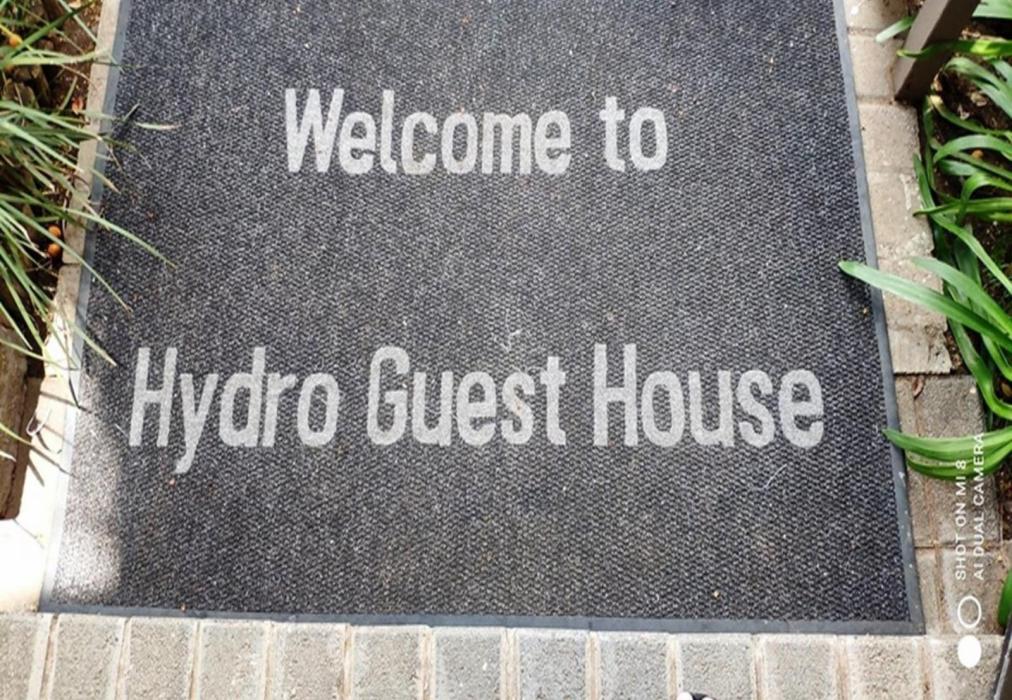 Welcome to
Hydro Guest House
SHOT ON MI 8
AI DUAL CAMERA